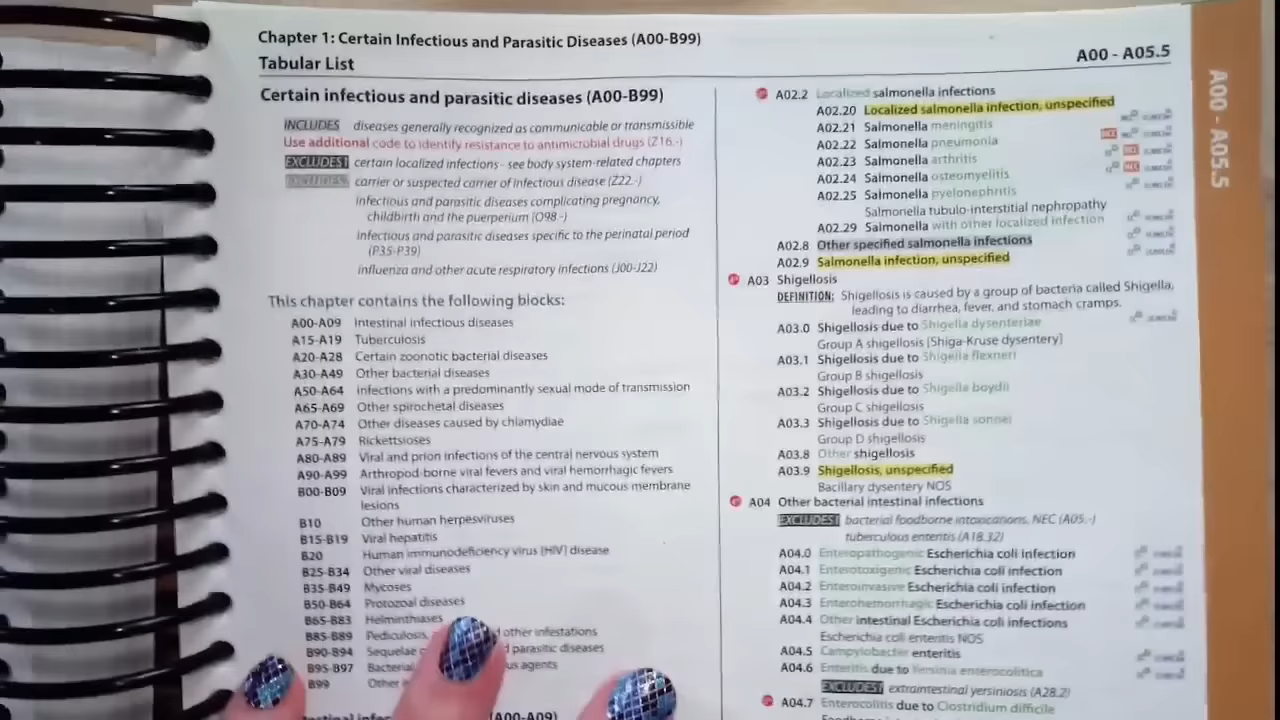 Chapter 1: Certain Infectious and Parasitic Diseases (A00-B99)
Tabular List
A00 - A05.5
A00 - A05.5
Certain infectious and parasitic diseases (A00-B99)
INCLUDES diseases generally recognized as communicable or transmissible
Use additional code to identify resistance to antimicrobial drugs (Z16.-)
EXCLUDES1 certain localized infections - see body system-related chapters
carrier or suspected carrier of infectious disease (Z22.-)
infectious and parasitic diseases complicating pregnancy,
childbirth and the puerperium (O98.-)
infectious and parasitic diseases specific to the perinatal period
(P35-P39)
influenza and other acute respiratory infections (J00-J22)
This chapter contains the following blocks:
A00-A09 Intestinal infectious diseases
A15-A19 Tuberculosis
A20-A28 Certain zoonotic bacterial diseases
A30-A49 Other bacterial diseases
A50-A64 Infections with a predominantly sexual mode of transmission
A65-A69 Other spirochetal diseases
A70-A74 Other diseases caused by chlamydiae
A75-A79 Rickettsioses
A80-A89 Viral and prion infections of the central nervous system
A90-A99 Arthropod-borne viral fevers and viral hemorrhagic fevers
B00-B09 Viral infections characterized by skin and mucous membrane
lesions
B10 Other human herpesviruses
B15-B19 Viral hepatitis
B20 Human immunodeficiency virus [HIV] disease
B25-B34 Other viral diseases
B35-B49 Mycoses
B50-B64 Protozoal diseases
B65-B83 Helminthiases
B85-B89 Pediculosis, other infestations
B90-B94 Sequelae parasitic diseases
B95-B97 Bacterial agents
B99 Other
(A00-A09)
A02.2 Localized salmonella infections
A02.20 Localized salmonella infection, unspecified
A02.21 Salmonella meningitis
A02.22 Salmonella pneumonia
A02.23 Salmonella arthritis
A02.24 Salmonella osteomyelitis
A02.25 Salmonella pyelonephritis
Salmonella tubulo-interstitial nephropathy
A02.29 Salmonella with other localized infection
A02.8 Other specified salmonella infections
A02.9 Salmonella infection, unspecified
A03 Shigellosis
DEFINITION: Shigellosis is caused by a group of bacteria called Shigella,
leading to diarrhea, fever, and stomach cramps.
A03.0 Shigellosis due to Shigella dysenteriae
Group A shigellosis [Shiga-Kruse dysentery]
A03.1 Shigellosis due to Shigella flexneri
Group B shigellosis
A03.2 Shigellosis due to Shigella boydii
Group C shigellosis
A03.3 Shigellosis due to Shigella sonnei
Group D shigellosis
A03.8 Other shigellosis
A03.9 Shigellosis, unspecified
Bacillary dysentery NOS
A04 Other bacterial intestinal infections
EXCLUDES1 bacterial foodborne intoxications, NEC (A05.-)
tuberculous enteritis (A18.32)
A04.0 Enteropathogenic Escherichia coli infection
A04.1 Enterotoxigenic Escherichia coli infection
A04.2 Enteroinvasive Escherichia coli infection
A04.3 Enterohemorrhagic Escherichia coli infection
A04.4 Other intestinal Escherichia coli infections
Escherichia coli enteritis NOS
A04.5 Campylobacter enteritis
A04.6 Enteritis due to Yersinia enterocolitica
EXCLUDES1 extraintestinal yersiniosis (A28.2)
A04.7 Enterocolitis due to Clostridium difficile